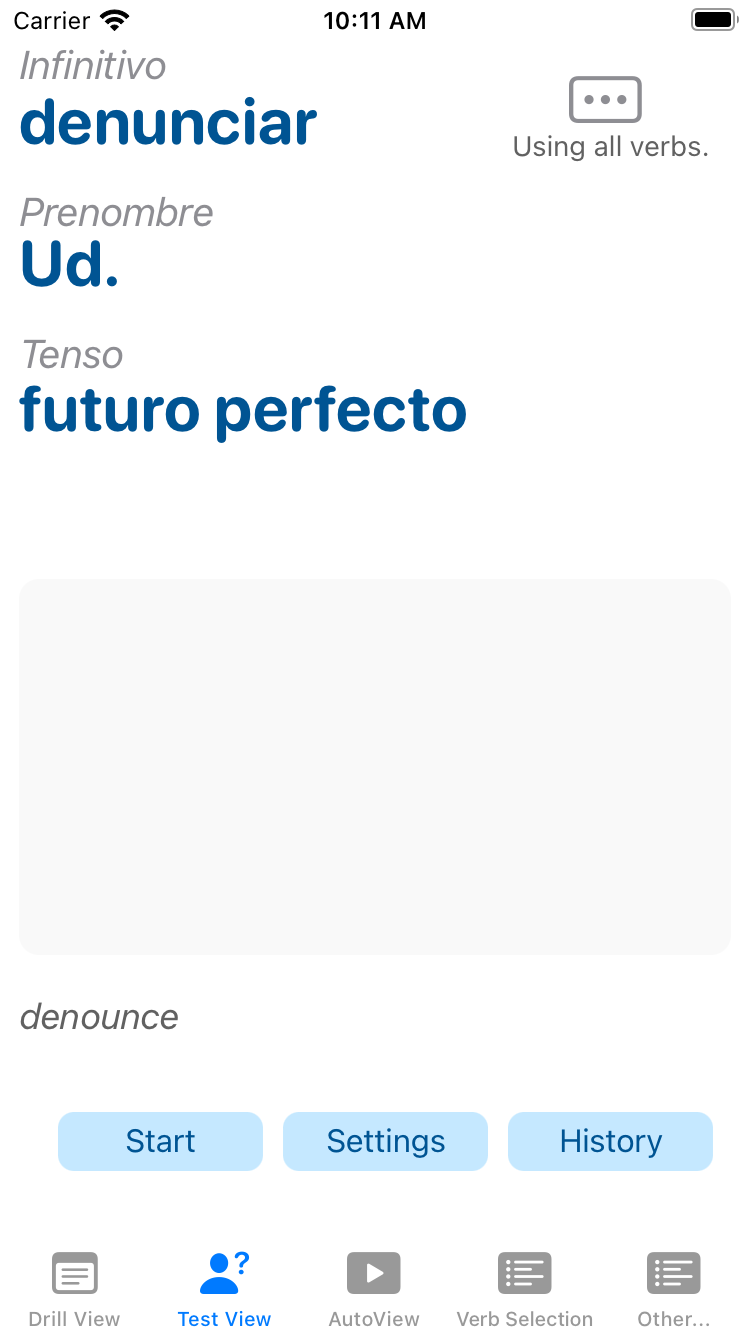 Carrier 10:11 AM
Infinitivo
denunciar
Using all verbs.
Prenombre
Ud.
Tenso
futuro perfecto
denounce
Start Settings History
Drill View Test View AutoView Verb Selection Other...